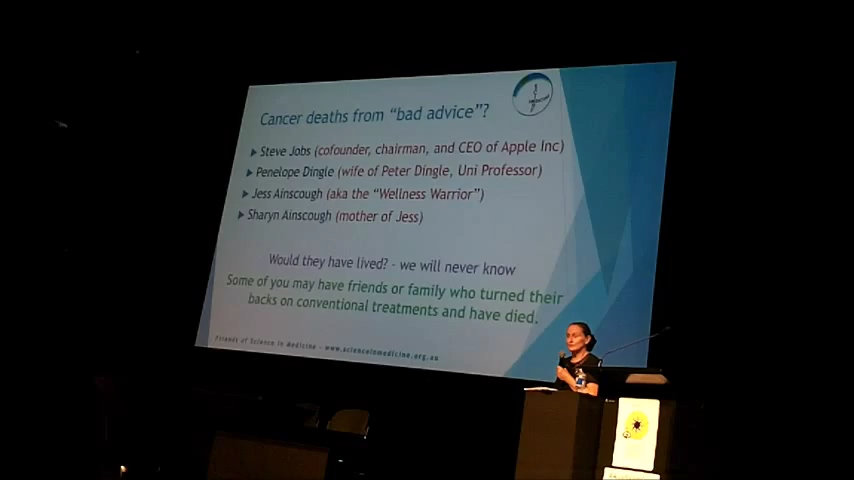 Cancer deaths from "bad advice"?
▶ Steve Jobs (cofounder, chairman, and CEO of Apple Inc)
▶ Penelope Dingle (wife of Peter Dingle, Uni Professor)
▶ Jess Ainscough (aka the "Wellness Warrior")
▶ Sharyn Ainscough (mother of Jess)
Would they have lived? - we will never know
Some of you may have friends or family who turned their
backs on conventional treatments and have died.
Friends of Science in Medicine - www.scienceinmedicine.org.au